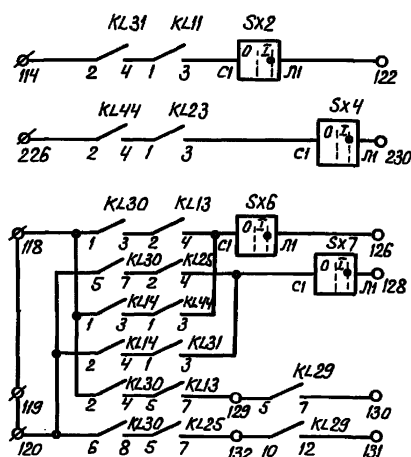 KL31 KL11 SX2
O I
114 2 4 1 3 C1 Л1 122
KL44 KL23 SX4
O I
226 2 4 1 3 C1 Л1 230
KL30 KL13 SX6
O I
118 1 3 2 4 C1 Л1 126
KL30 KL25 SX7
O I
5 7 2 4 C1 Л1 128
KL14 KL44
1 3 1 3
KL14 KL31
2 4 1 3
KL30 KL13 KL29
119 2 4 5 7 129 5 7 130
KL30 KL25 KL29
120 6 8 5 7 132 10 12 131